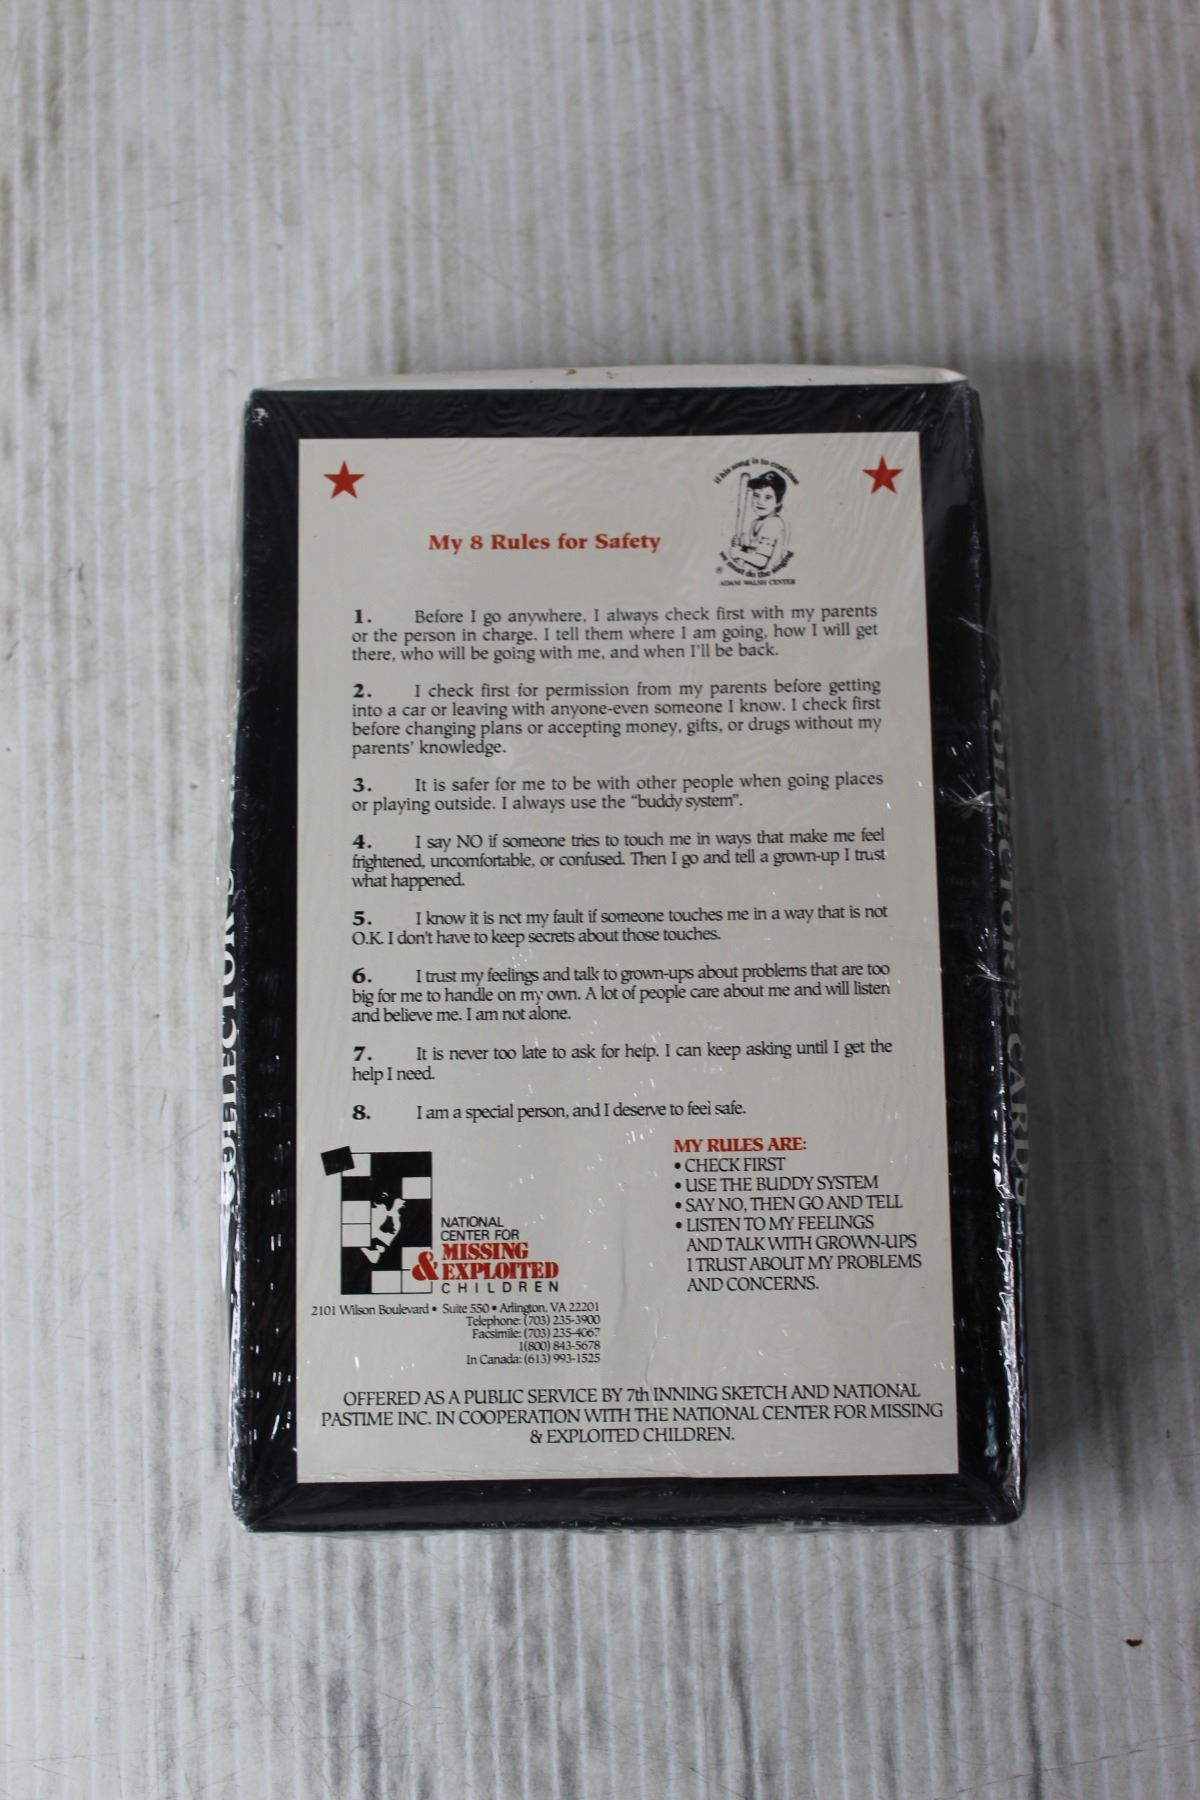 if his song is to continue
we must do the singing
ADAM WALSH CENTER
My 8 Rules for Safety
1. Before I go anywhere, I always check first with my parents
or the person in charge. I tell them where I am going, how I will get
there, who will be going with me, and when I'll be back.
2. I check first for permission from my parents before getting
into a car or leaving with anyone-even someone I know. I check first
before changing plans or accepting money, gifts, or drugs without my
parents' knowledge.
3. It is safer for me to be with other people when going places
or playing outside. I always use the "buddy system".
4. I say NO if someone tries to touch me in ways that make me feel
frightened, uncomfortable, or confused. Then I go and tell a grown-up I trust
what happened.
5. I know it is not my fault if someone touches me in a way that is not
O.K. I don't have to keep secrets about those touches.
6. I trust my feelings and talk to grown-ups about problems that are too
big for me to handle on my own. A lot of people care about me and will listen
and believe me. I am not alone.
7. It is never too late to ask for help. I can keep asking until I get the
help I need.
8. I am a special person, and I deserve to feel safe.
NATIONAL
CENTER FOR
MISSING
& EXPLOITED
CHILDREN
2101 Wilson Boulevard • Suite 550 • Arlington, VA 22201
Telephone: (703) 235-3900
Facsimile: (703) 235-4067
1(800) 843-5678
In Canada: (613) 993-1525
MY RULES ARE:
• CHECK FIRST
• USE THE BUDDY SYSTEM
• SAY NO, THEN GO AND TELL
• LISTEN TO MY FEELINGS
AND TALK WITH GROWN-UPS
I TRUST ABOUT MY PROBLEMS
AND CONCERNS.
OFFERED AS A PUBLIC SERVICE BY 7th INNING SKETCH AND NATIONAL
PASTIME INC. IN COOPERATION WITH THE NATIONAL CENTER FOR MISSING
& EXPLOITED CHILDREN.
COLLECTOR'S CARDS
COLLECTOR'S